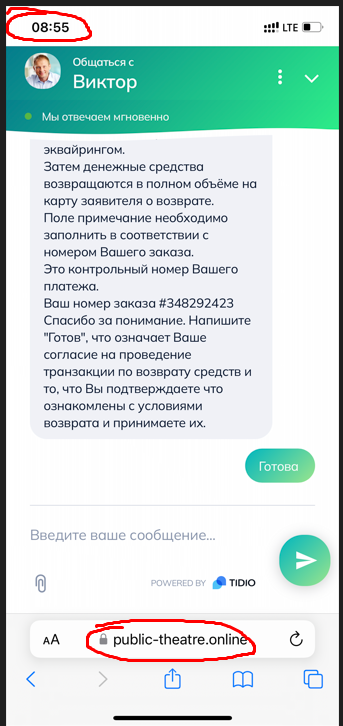 08:55
LTE
Общаться с
Виктор
Мы отвечаем мгновенно
эквайрингом.
Затем денежные средства
возвращаются в полном объёме на
карту заявителя о возврате.
Поле примечание необходимо
заполнить в соответствии с
номером Вашего заказа.
Это контрольный номер Вашего
платежа.
Ваш номер заказа #348292423
Спасибо за понимание. Напишите
"Готов", что означает Ваше
согласие на проведение
транзакции по возврату средств и
то, что Вы подтверждаете что
ознакомлены с условиями
возврата и принимаете их.
Готова
Введите ваше сообщение...
POWERED BY TIDIO
AA public-theatre.online